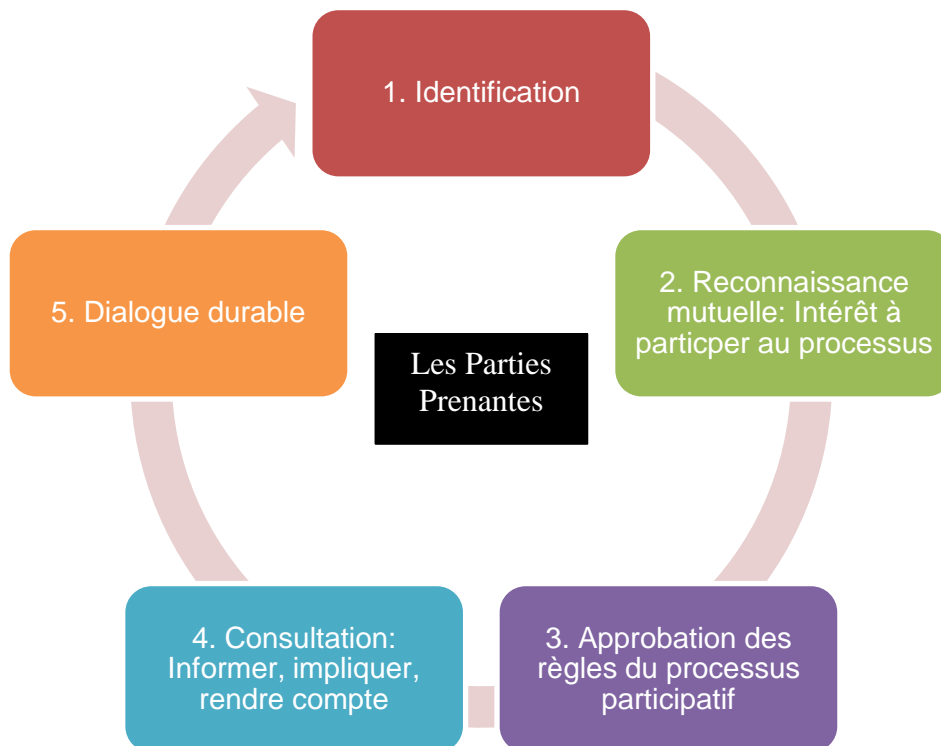 1. Identification
2. Reconnaissance
mutuelle: Intérêt à
particper au processus
3. Approbation des
règles du processus
participatif
4. Consultation:
Informer, impliquer,
rendre compte
5. Dialogue durable
Les Parties
Prenantes